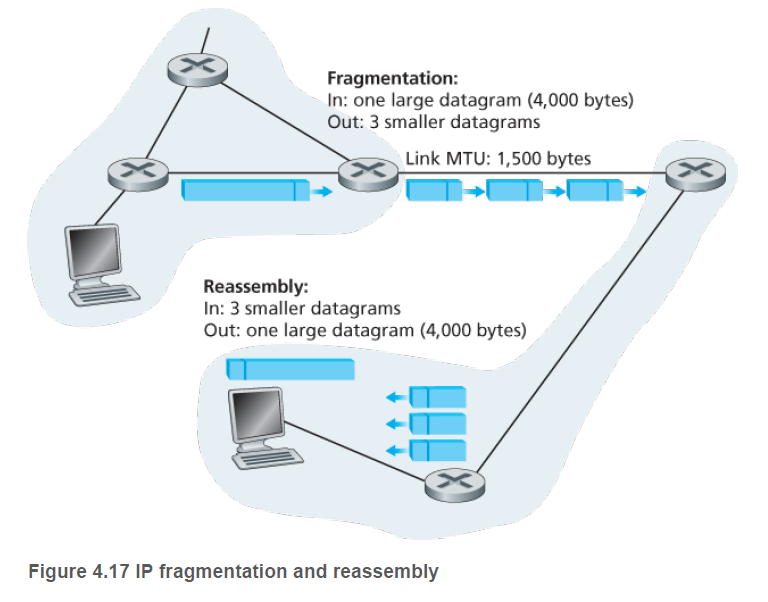 Fragmentation:
In: one large datagram (4,000 bytes)
Out: 3 smaller datagrams
Link MTU: 1,500 bytes
Reassembly:
In: 3 smaller datagrams
Out: one large datagram (4,000 bytes)
Figure 4.17 IP fragmentation and reassembly